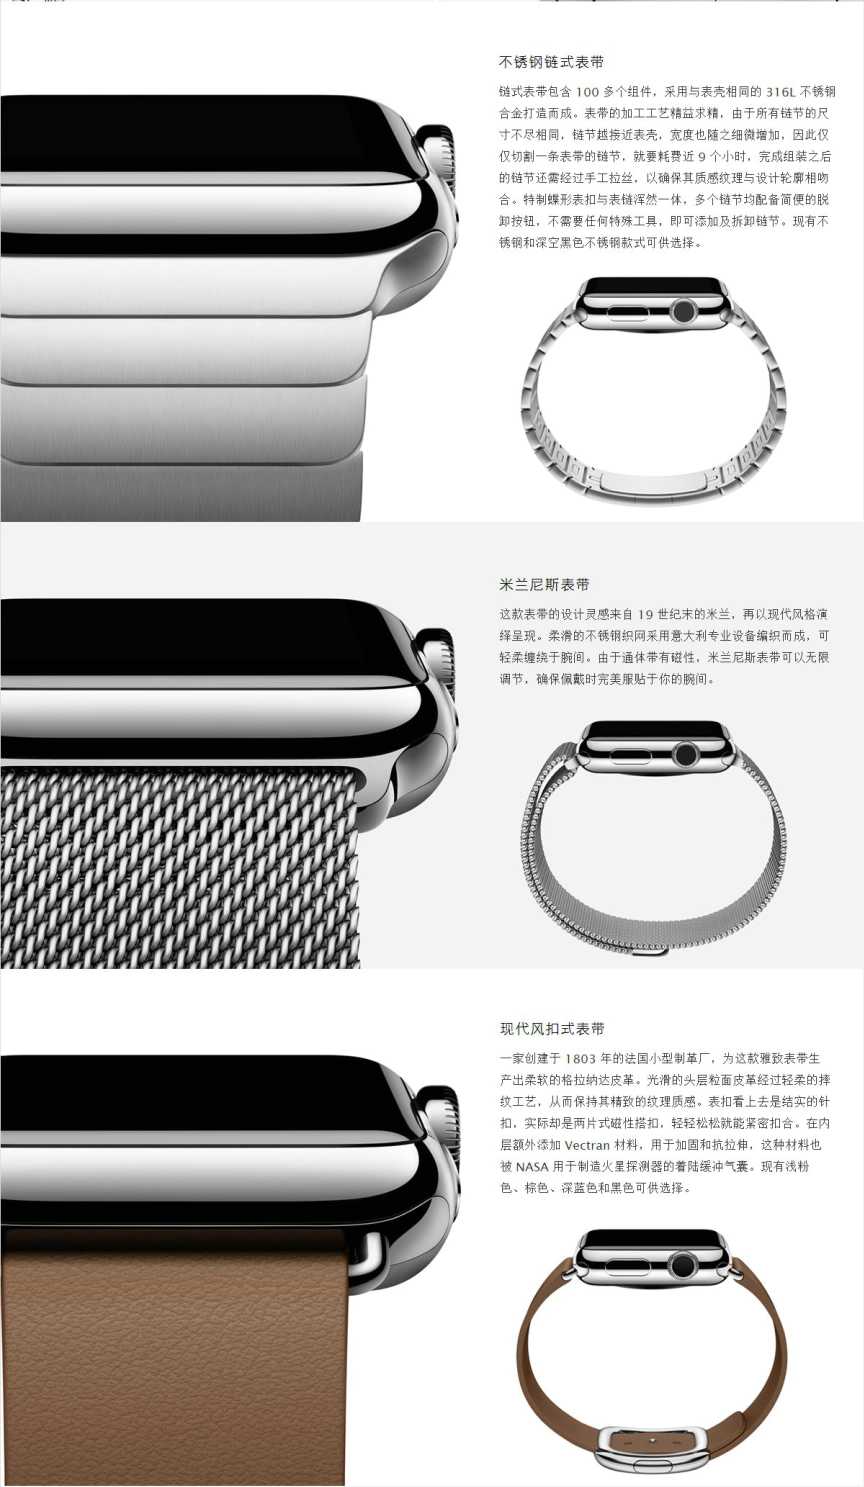 不锈钢链式表带
链式表带包含 100 多个组件，采用与表壳相同的 316L 不锈钢
合金打造而成。表带的加工工艺精益求精，由于所有链节的尺
寸不尽相同，链节越接近表壳，宽度也随之细微增加，因此仅
仅切割一条表带的链节，就要耗费近 9 个小时，完成组装之后
的链节还需经过手工拉丝，以确保其质感纹理与设计轮廓相吻
合。特制蝶形表扣与表链浑然一体，多个链节均配备简便的脱
卸按钮，不需要任何特殊工具，即可添加及拆卸链节。现有不
锈钢和深空黑色不锈钢款式可供选择。
米兰尼斯表带
这款表带的设计灵感来自 19 世纪末的米兰，再以现代风格演
绎呈现。柔滑的不锈钢织网采用意大利专业设备编织而成，可
轻柔缠绕于腕间。由于通体带有磁性，米兰尼斯表带可以无限
调节，确保佩戴时完美服贴于你的腕间。
现代风扣式表带
一家创建于 1803 年的法国小型制革厂，为这款雅致表带生
产出柔软的格拉纳达皮革。光滑的头层粒面皮革经过轻柔的摔
纹工艺，从而保持其精致的纹理质感。表扣看上去是结实的针
扣，实际却是两片式磁性搭扣，轻轻松松就能紧密扣合。在内
层额外添加 Vectran 材料，用于加固和抗拉伸，这种材料也
被 NASA 用于制造火星探测器的着陆缓冲气囊。现有浅粉
色、棕色、深蓝色和黑色可供选择。